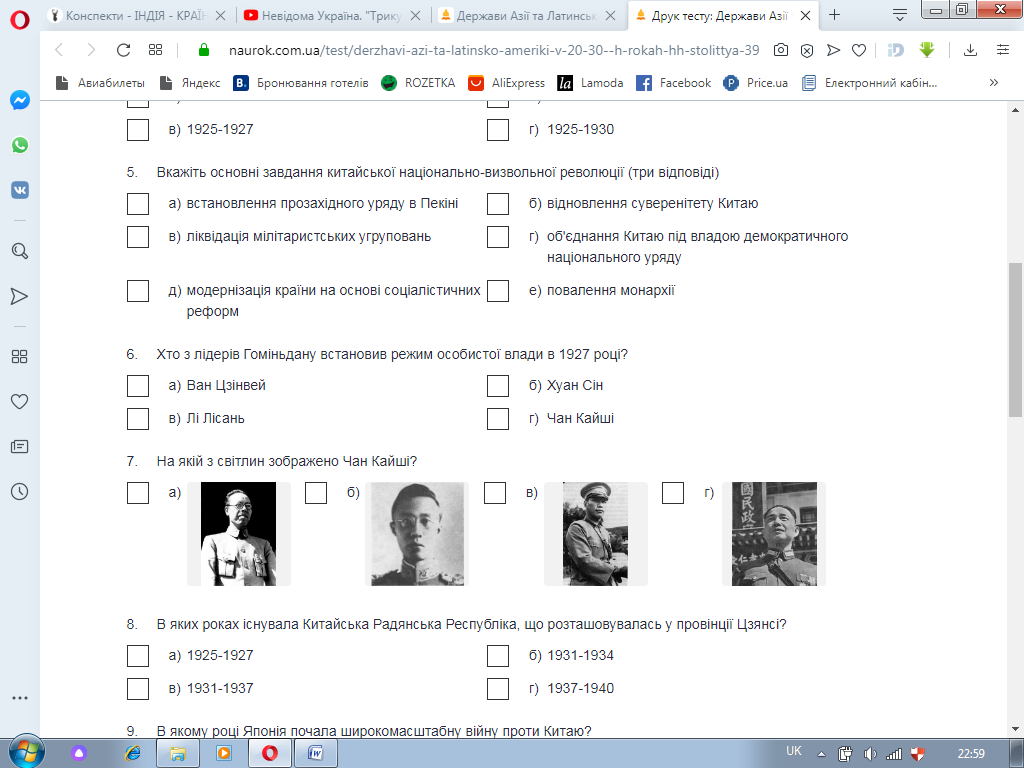 Конспекти - ІНДІЯ - КРАЇН
Невідома Україна. "Трику
Держави Азії та Латинськ
Друк тесту: Держави Азії
naurok.com.ua/test/derzhavi-azi-ta-latinsko-ameriki-v-20-30--h-rokah-hh-stolittya-39
Авиабилеты
Яндекс
Бронювання готелів
ROZETKA
AliExpress
Lamoda
Facebook
Price.ua
Електронний кабін...
в) 1925-1927
г) 1925-1930
5. Вкажіть основні завдання китайської національно-визвольної революції (три відповіді)
а) встановлення прозахідного уряду в Пекіні
б) відновлення суверенітету Китаю
в) ліквідація мілітаристських угруповань
г) об'єднання Китаю під владою демократичного
національного уряду
д) модернізація країни на основі соціалістичних
реформ
е) повалення монархії
6. Хто з лідерів Гоміньдану встановив режим особистої влади в 1927 році?
а) Ван Цзінвей
б) Хуан Сін
в) Лі Лісань
г) Чан Кайші
7. На якій з світлин зображено Чан Кайші?
а)
б)
в)
г)
國民政
8. В яких роках існувала Китайська Радянська Республіка, що розташовувалась у провінції Цзянсі?
а) 1925-1927
б) 1931-1934
в) 1931-1937
г) 1937-1940
9. В якому році Японія почала широкомасштабну війну проти Китаю?
UK
22:59